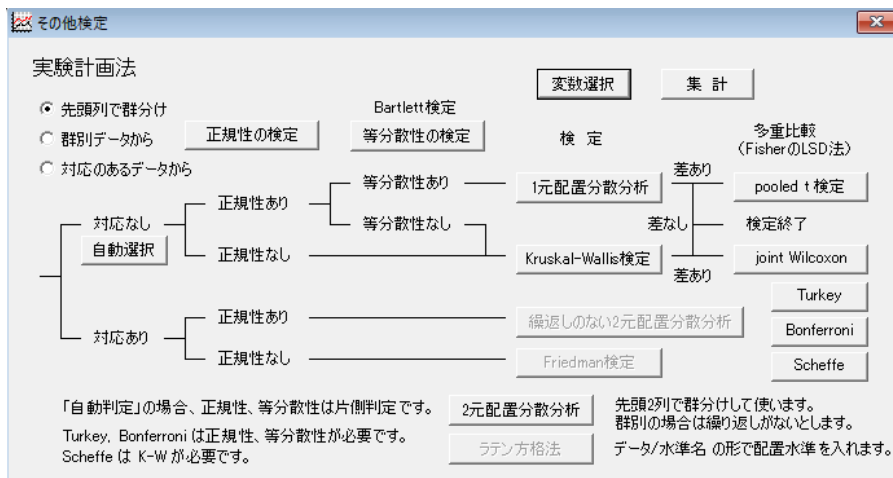 その他検定
実験計画法
変数選択
集 計
先頭列で群分け
群別データから
対応のあるデータから
正規性の検定
Bartlett検定
等分散性の検定
検 定
多重比較
(FisherのLSD法)
対応なし
自動選択
正規性あり
正規性なし
等分散性あり
等分散性なし
1元配置分散分析
Kruskal-Wallis検定
差あり
差なし
差あり
pooled t 検定
検定終了
joint Wilcoxon
対応あり
正規性あり
正規性なし
繰返しのない2元配置分散分析
Friedman検定
Turkey
Bonferroni
Scheffe
「自動判定」の場合、正規性、等分散性は片側判定です。
Turkey, Bonferroni は正規性、等分散性が必要です。
Scheffe は K-W が必要です。
2元配置分散分析
先頭2列で群分けして使います。
群別の場合は繰り返しがないとします。
ラテン方格法
データ/水準名 の形で配置水準を入れます。